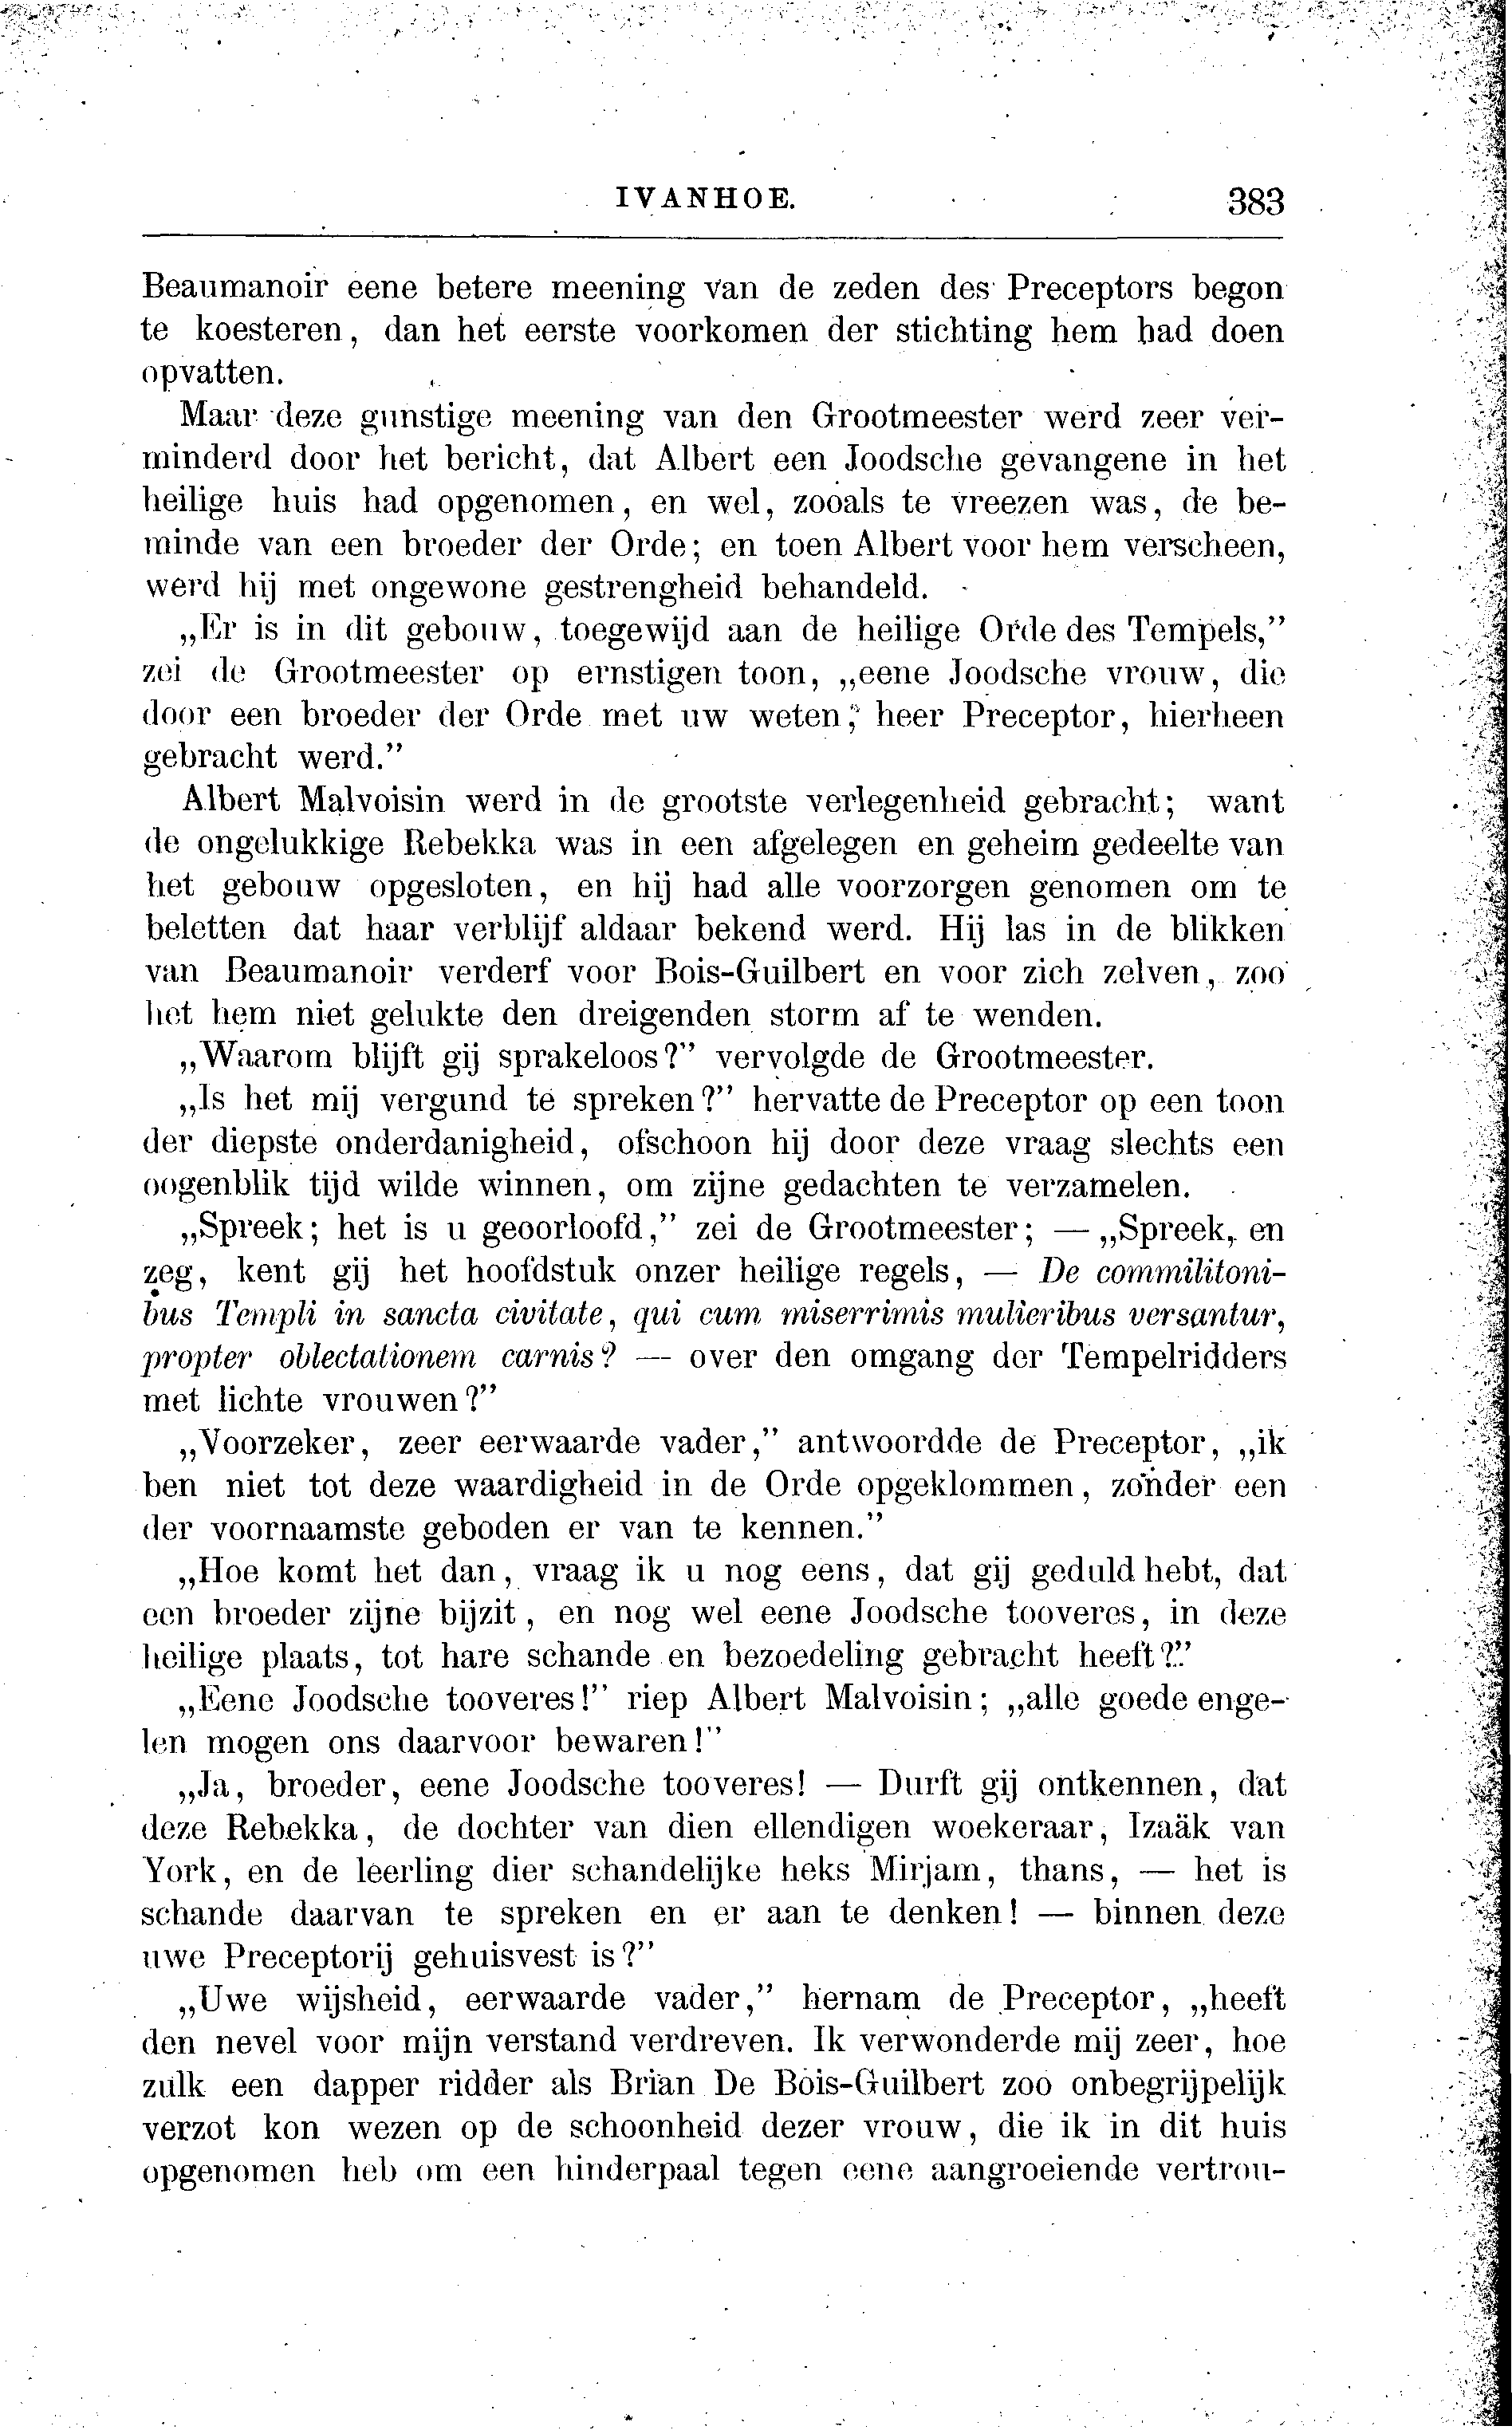 IVANHOE. 383
Beaumanoir eene betere meening van de zeden des Preceptors begon
te koesteren, dan het eerste voorkomen der stichting hem had doen
opvatten.
Maar deze gunstige meening van den Grootmeester werd zeer ver-
minderd door het bericht, dat Albert een Joodsche gevangene in het
heilige huis had opgenomen, en wel, zooals te vreezen was, de be-
minde van een broeder der Orde; en toen Albert voor hem verscheen,
werd hij met ongewone gestrengheid behandeld.
„Er is in dit gebouw, toegewijd aan de heilige Orde des Tempels,”
zei de Grootmeester op ernstigen toon, „eene Joodsche vrouw, die
door een broeder der Orde met uw weten, heer Preceptor, hierheen
gebracht werd.”
Albert Malvoisin werd in de grootste verlegenheid gebracht; want
de ongelukkige Rebekka was in een afgelegen en geheim gedeelte van
het gebouw opgesloten, en hij had alle voorzorgen genomen om te
beletten dat haar verblijf aldaar bekend werd. Hij las in de blikken
van Beaumanoir verderf voor Bois-Guilbert en voor zich zelven, zoo
het hem niet gelukte den dreigenden storm af te wenden.
„Waarom blijft gij sprakeloos?” vervolgde de Grootmeester.
„Is het mij vergund te spreken?” hervatte de Preceptor op een toon
der diepste onderdanigheid, ofschoon hij door deze vraag slechts een
oogenblik tijd wilde winnen, om zijne gedachten te verzamelen.
„Spreek; het is u geoorloofd,” zei de Grootmeester; — „Spreek, en
zeg, kent gij het hoofdstuk onzer heilige regels, — De commilitoni-
bus Templi in sancta civitate, qui cum miserrimis mulieribus versantur,
propter oblectationem carnis? — over den omgang der Tempelridders
met lichte vrouwen?”
„Voorzeker, zeer eerwaarde vader,” antwoordde de Preceptor, „ik
ben niet tot deze waardigheid in de Orde opgeklommen, zonder een
der voornaamste geboden er van te kennen.”
„Hoe komt het dan, vraag ik u nog eens, dat gij geduld hebt, dat
een broeder zijne bijzit, en nog wel eene Joodsche tooveres, in deze
heilige plaats, tot hare schande en bezoedeling gebracht heeft?”
„Eene Joodsche tooveres!” riep Albert Malvoisin; „alle goede enge-
len mogen ons daarvoor bewaren!”
„Ja, broeder, eene Joodsche tooveres! — Durft gij ontkennen, dat
deze Rebekka, de dochter van dien ellendigen woekeraar, Izaäk van
York, en de leerling dier schandelijke heks Mirjam, thans, — het is
schande daarvan te spreken en er aan te denken! — binnen deze
uwe Preceptorij gehuisvest is?”
„Uwe wijsheid, eerwaarde vader,” hernam de Preceptor, „heeft
den nevel voor mijn verstand verdreven. Ik verwonderde mij zeer, hoe
zulk een dapper ridder als Brian De Bois-Guilbert zoo onbegrijpelijk
verzot kon wezen op de schoonheid dezer vrouw, die ik in dit huis
opgenomen heb om een hinderpaal tegen eene aangroeiende vertrou-